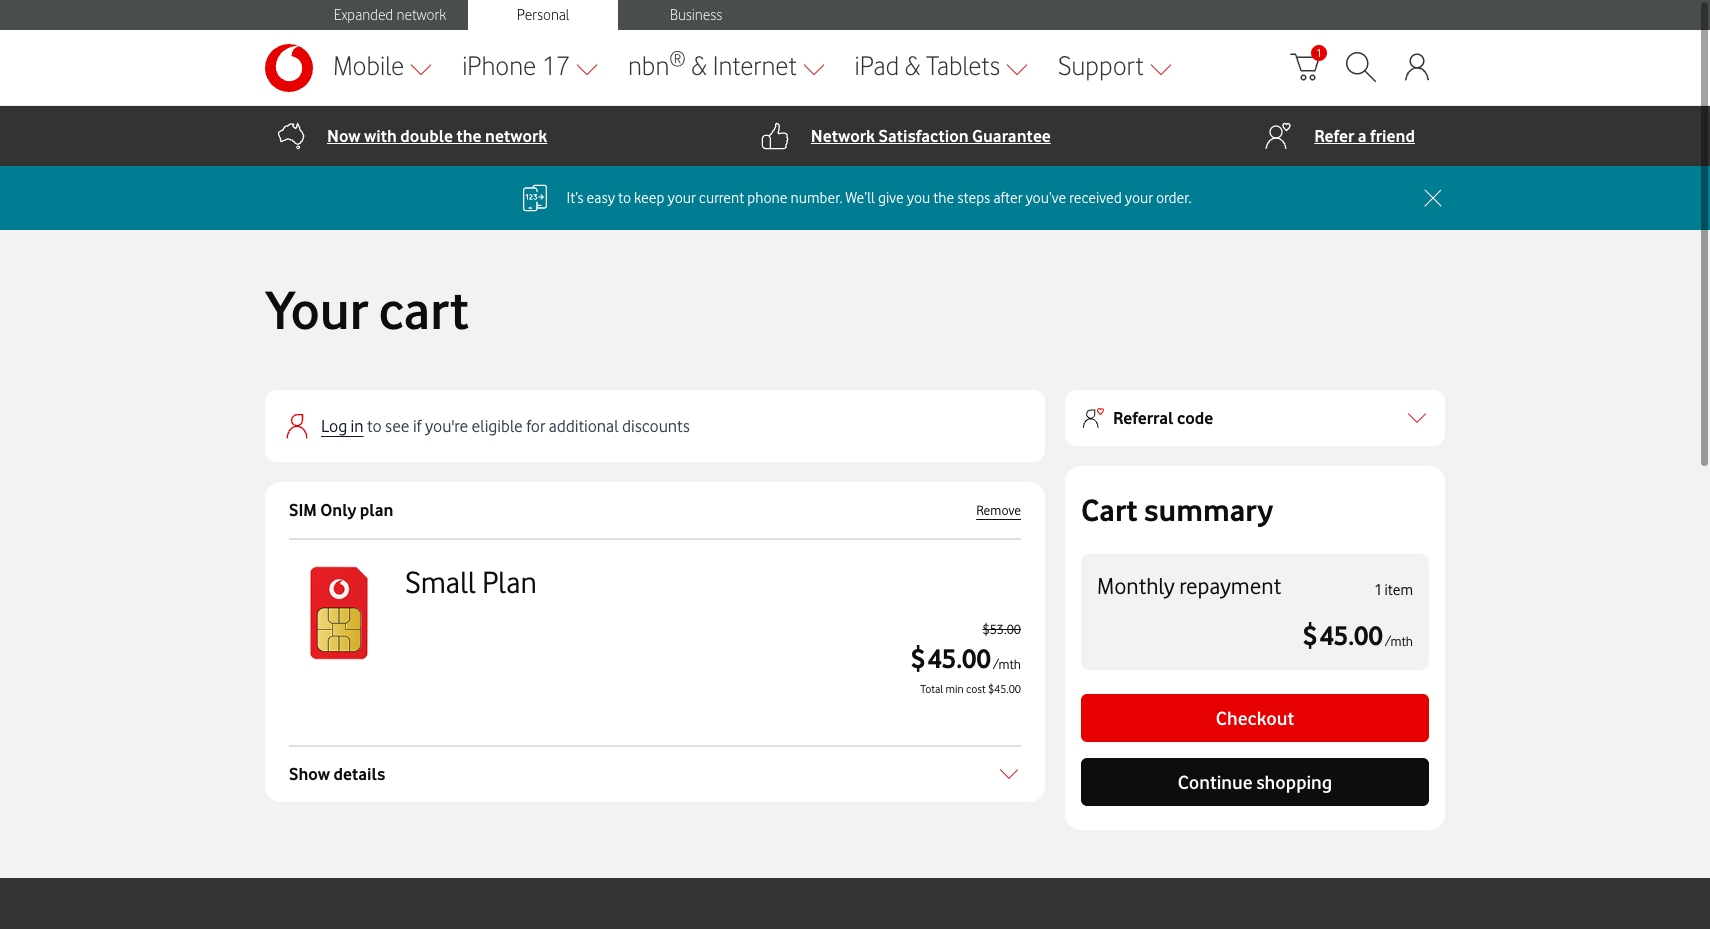 Expanded network
Personal
Business
Mobile
iPhone 17
nbn® & Internet
iPad & Tablets
Support
1
Now with double the network
Network Satisfaction Guarantee
Refer a friend
123
It's easy to keep your current phone number. We'll give you the steps after you've received your order.
Your cart
Log in to see if you're eligible for additional discounts
Referral code
SIM Only plan
Remove
Small Plan
$53.00
$45.00/mth
Total min cost $45.00
Show details
Cart summary
Monthly repayment
1 item
$45.00/mth
Checkout
Continue shopping